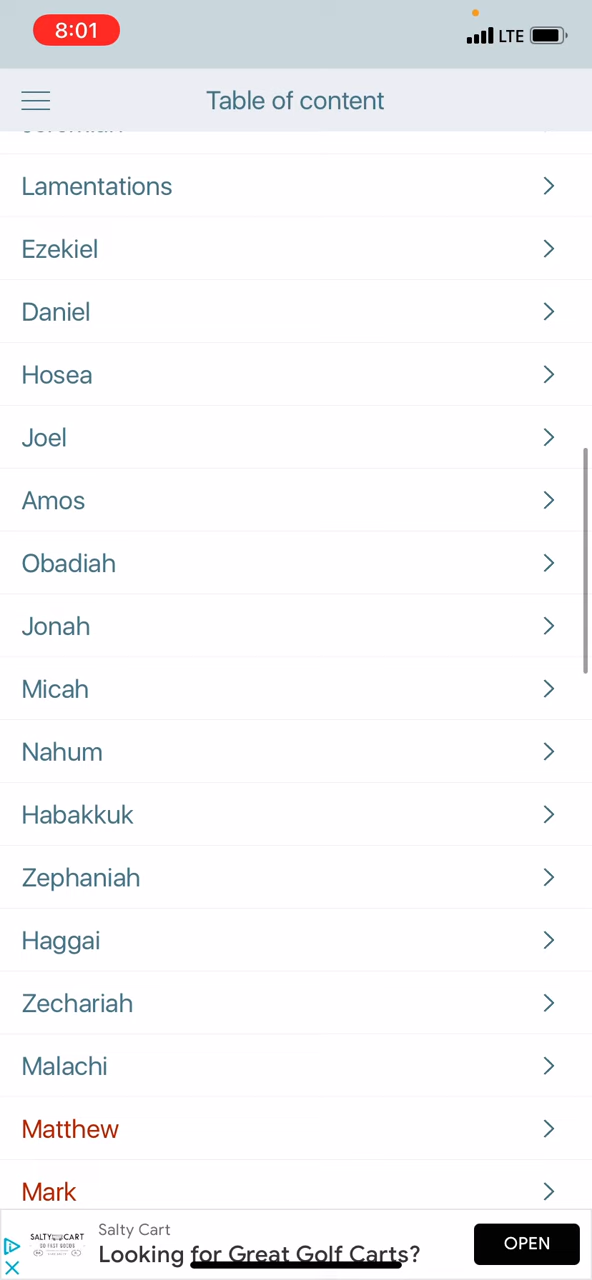 8:01
LTE
Table of content
Lamentations
Ezekiel
Daniel
Hosea
Joel
Amos
Obadiah
Jonah
Micah
Nahum
Habakkuk
Zephaniah
Haggai
Zechariah
Malachi
Matthew
Mark
Salty Cart
Looking for Great Golf Carts?
OPEN